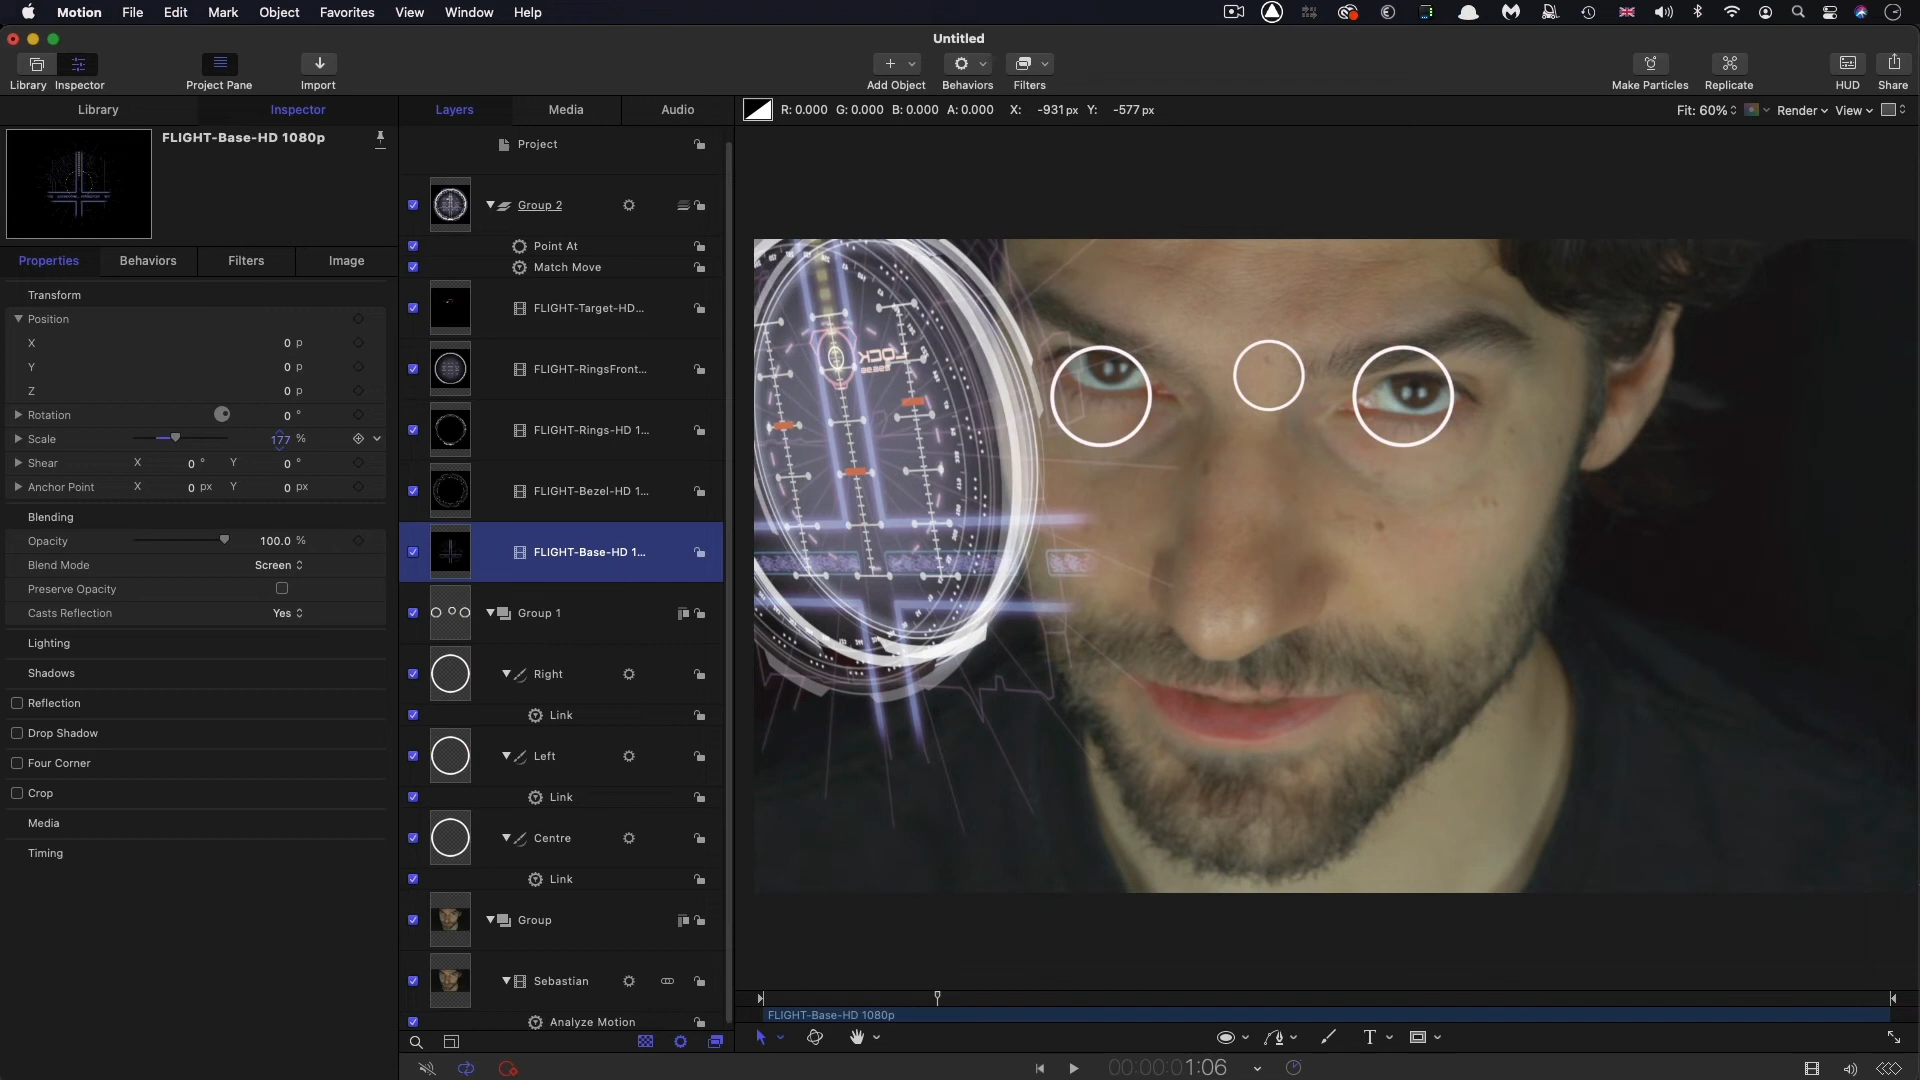 Motion File Edit Mark Object Favorites View Window Help
Untitled
Library Inspector Project Pane Import Add Object Behaviors Filters Make Particles Replicate HUD Share
Library Inspector Layers Media Audio R: 0.000 G: 0.000 B: 0.000 A: 0.000 X: -931 px Y: -577 px Fit: 60% Render View
FLIGHT-Base-HD 1080p
Properties Behaviors Filters Image
Transform
Position
X 0 p
Y 0 p
Z 0 p
Rotation 0 °
Scale 177 %
Shear X 0 ° Y 0 °
Anchor Point X 0 px Y 0 px
Blending
Opacity 100.0 %
Blend Mode Screen
Preserve Opacity
Casts Reflection Yes
Lighting
Shadows
Reflection
Drop Shadow
Four Corner
Crop
Media
Timing
Project
Group 2
Point At
Match Move
FLIGHT-Target-HD...
FLIGHT-RingsFront...
FLIGHT-Rings-HD 1...
FLIGHT-Bezel-HD 1...
FLIGHT-Base-HD 1...
Group 1
Right
Link
Left
Link
Centre
Link
Group
Sebastian
Analyze Motion
FLIGHT-Base-HD 1080p
T
00:00:01:06